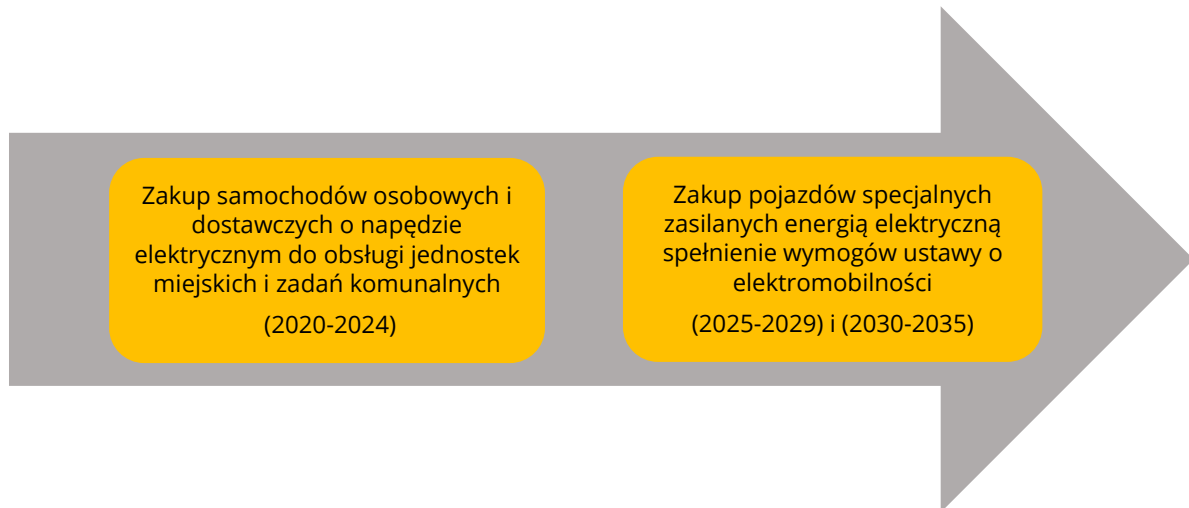 Zakup samochodów osobowych i
dostawczych o napędzie
elektrycznym do obsługi jednostek
miejskich i zadań komunalnych
(2020-2024)
Zakup pojazdów specjalnych
zasilanych energią elektryczną
spełnienie wymogów ustawy o
elektromobilności
(2025-2029) i (2030-2035)